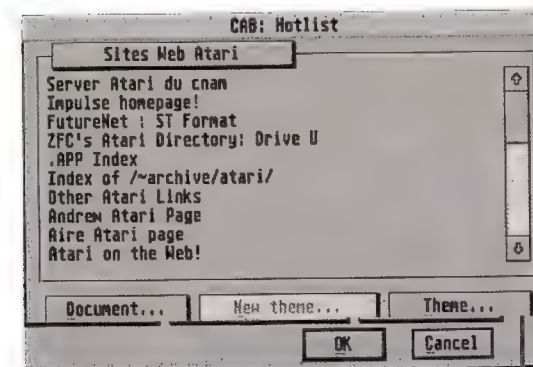 CAB: Hotlist
Sites Web Atari
Server Atari du cnam
Impulse homepage!
FutureNet : ST Format
ZFC's Atari Directory: Drive U
.APP Index
Index of /~archive/atari/
Other Atari Links
Andrew Atari Page
Aire Atari page
Atari on the Web!
Document... New theme... Theme...
OK Cancel